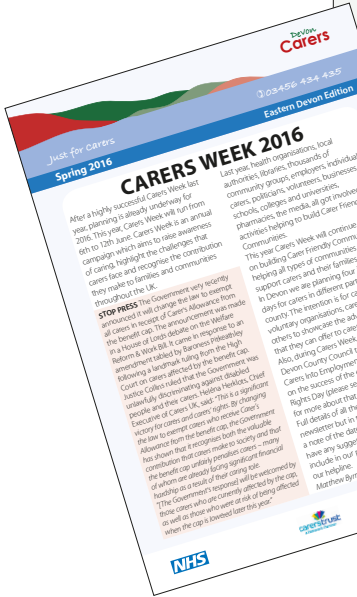 Devon
Carers
03456 434 435
Just for Carers
Eastern Devon Edition
Spring 2016
CARERS WEEK 2016
After a highly successful Carers Week last
year, planning is already underway for
2016. This year, Carers Week will run from
6th to 12th June. Carers Week is an annual
campaign which aims to raise awareness
of caring, highlight the challenges that
carers face and recognise the contribution
they make to families and communities
throughout the UK.
STOP PRESS The Government very recently
announced it will change the law to exempt
all carers in receipt of Carer's Allowance from
the benefit cap. The announcement was made
in a House of Lords debate on the Welfare
Reform & Work Bill. It came in response to an
amendment tabled by Baroness Pinkeathley
following a landmark ruling from the High
Court on carers affected by the benefit cap.
Justice Collins ruled that the Government was
unlawfully discriminating against disabled
people and their carers. Heléna Herklots, Chief
Executive of Carers UK, said: "This is a significant
victory for carers and carers' rights. By changing
the law to exempt carers who receive Carer's
Allowance from the benefit cap, the Government
has shown that it recognises both the valuable
contribution that carers make to society and that
the benefit cap unfairly penalises carers – many
of whom are already facing significant financial
hardship as a result of their caring role.
"[The Government's response] will be welcomed by
those carers who are currently affected by the cap,
as well as those who were at risk of being affected
when the cap is lowered later this year."
Last year, health organisations, local
authorities, libraries, thousands of
community groups, employers, individual
carers, politicians, volunteers, businesses
schools, colleges and universities,
pharmacies, the media, all got involved
activities helping to build Carer Friend
Communities.
This year Carers Week will continue
on building Carer Friendly Commun
helping all types of communities
support carers and their families
In Devon we are planning four
days for carers in different part
county. The intention is for ca
voluntary organisations, care
others to showcase the adv
that they can offer to care
Also, during Carers Week
Devon County Council t
Carers Into Employmen
on the success of the
Rights Day (please se
for more about that
Full details of all the
newsletter but in
a note of the date
have any sugges
include in our
our helpline.
Matthew Byrn
NHS
carerstrust